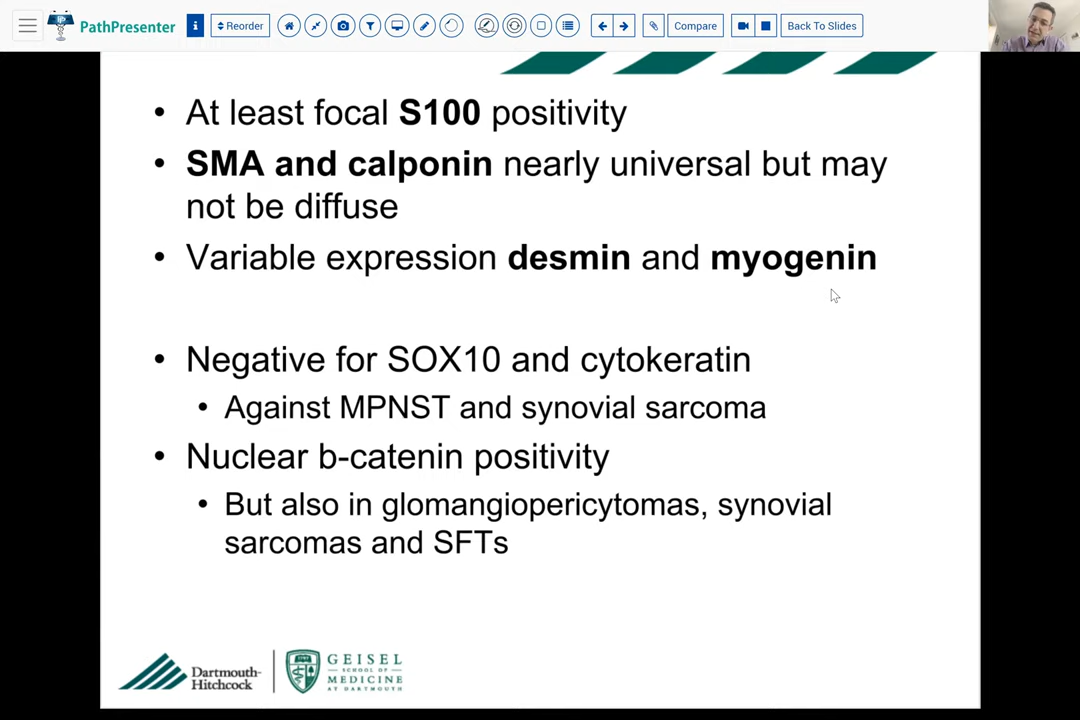 PathPresenter
Reorder
Compare
Back To Slides
• At least focal S100 positivity
• SMA and calponin nearly universal but may
not be diffuse
• Variable expression desmin and myogenin
• Negative for SOX10 and cytokeratin
• Against MPNST and synovial sarcoma
• Nuclear b-catenin positivity
• But also in glomangiopericytomas, synovial
sarcomas and SFTs
Dartmouth-
Hitchcock
GEISEL
SCHOOL OF
MEDICINE
AT DARTMOUTH